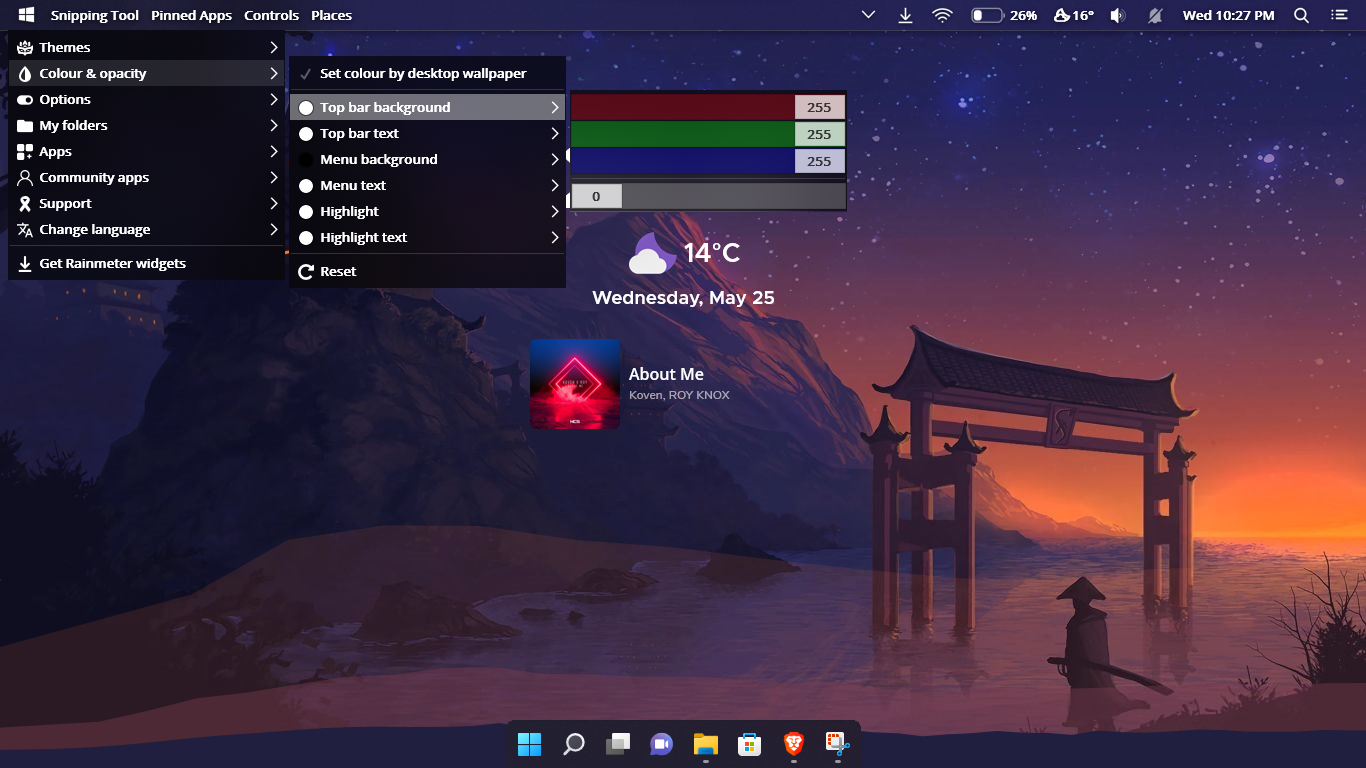 Snipping Tool Pinned Apps Controls Places
26% 16° Wed 10:27 PM
Themes
Colour & opacity
Options
My folders
Apps
Community apps
Support
Change language
Get Rainmeter widgets
Set colour by desktop wallpaper
Top bar background
Top bar text
Menu background
Menu text
Highlight
Highlight text
Reset
255
255
255
0
14°C
Wednesday, May 25
About Me
Koven, ROY KNOX